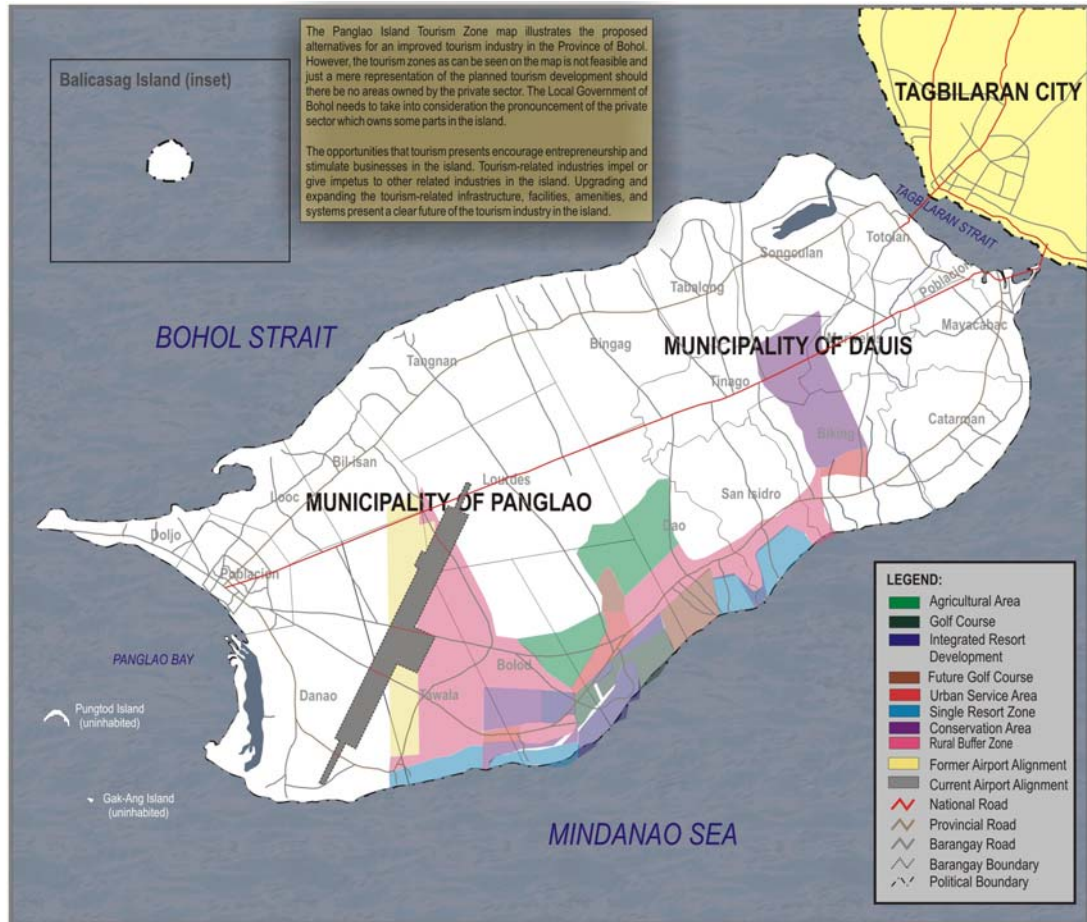 The Panglao Island Tourism Zone map illustrates the proposed
alternatives for an improved tourism industry in the Province of Bohol.
However, the tourism zones as can be seen on the map is not feasible and
just a mere representation of the planned tourism development should
there be no areas owned by the private sector. The Local Government of
Bohol needs to take into consideration the pronouncement of the private
sector which owns some parts in the island.
The opportunities that tourism presents encourage entrepreneurship and
stimulate businesses in the island. Tourism-related industries impel or
give impetus to other related industries in the island. Upgrading and
expanding the tourism-related infrastructure, facilities, amenities, and
systems present a clear future of the tourism industry in the island.
Balicasag Island (inset)
TAGBILARAN CITY
TAGBILARAN STRAIT
BOHOL STRAIT
Totolan
Songculan
Poblacion
Tabalong
Mayacabac
Bingag
MUNICIPALITY OF DAUIS
Tangnan
Tinago
Catarman
Biking
Bil-isan
Lourdes
Looc
MUNICIPALITY OF PANGLAO
San Isidro
Dao
Doljo
Poblacion
PANGLAO BAY
Bolod
Danao
Tawala
Pungtod Island
(uninhabited)
Gak-Ang Island
(uninhabited)
MINDANAO SEA
LEGEND:
Agricultural Area
Golf Course
Integrated Resort
Development
Future Golf Course
Urban Service Area
Single Resort Zone
Conservation Area
Rural Buffer Zone
Former Airport Alignment
Current Airport Alignment
National Road
Provincial Road
Barangay Road
Barangay Boundary
Political Boundary